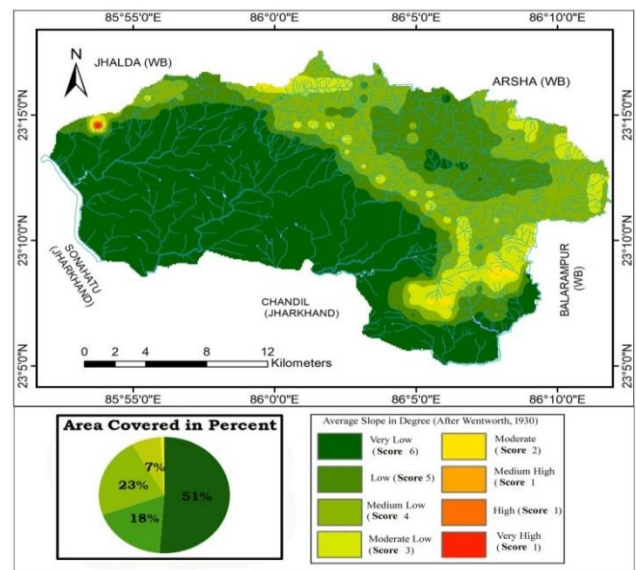 85°55'0"E 86°0'0"E 86°5'0"E 86°10'0"E
N
JHALDA (WB)
ARSHA (WB)
23°15'0"N
23°15'0"N
23°10'0"N
23°10'0"N
SONAHATU
(JHARKHAND)
CHANDIL
(JHARKHAND)
BALARAMPUR
(WB)
23°5'0"N
23°5'0"N
0 2 4 8 12
Kilometers
85°55'0"E 86°0'0"E 86°5'0"E 86°10'0"E
Area Covered in Percent
7%
23%
51%
18%
Average Slope in Degree (After Wentworth, 1930)
Very Low
(Score 6)
Low (Score 5)
Medium Low
(Score 4
Moderate Low
(Score 3)
Moderate
(Score 2)
Medium High
(Score 1
High (Score 1)
Very High
(Score 1)